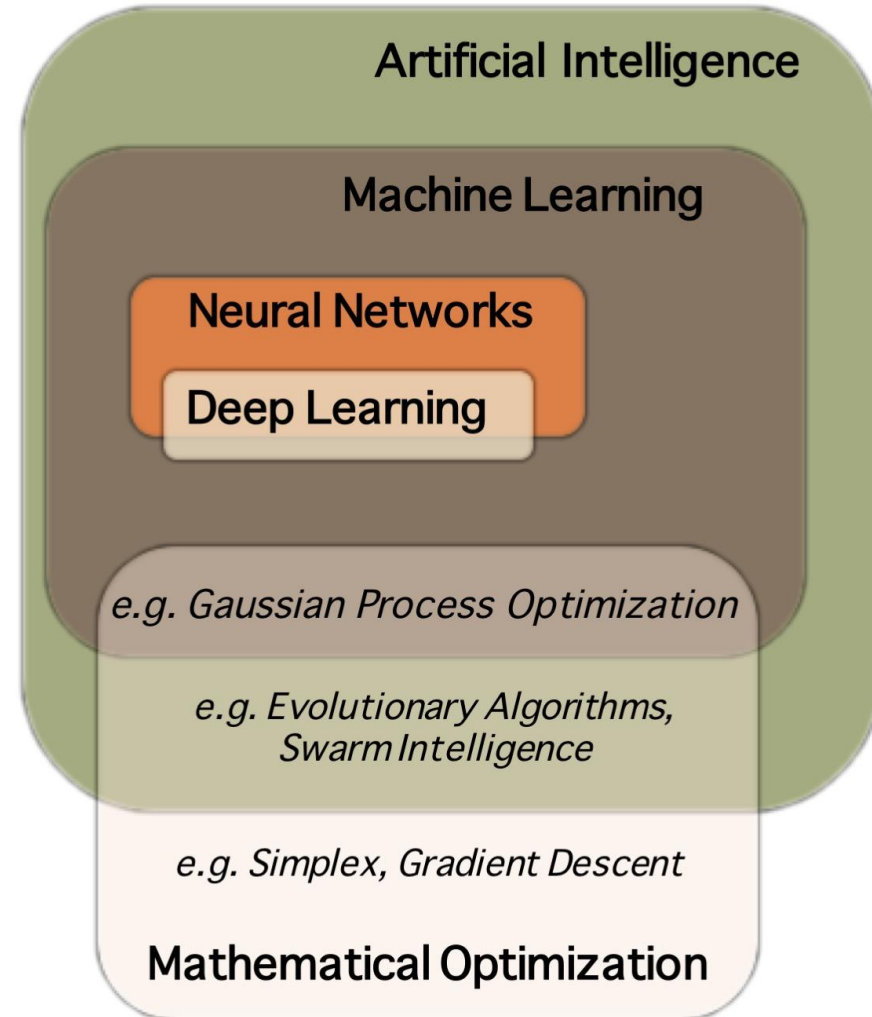 Artificial Intelligence
Machine Learning
Neural Networks
Deep Learning
e.g. Gaussian Process Optimization
e.g. Evolutionary Algorithms,
Swarm Intelligence
e.g. Simplex, Gradient Descent
Mathematical Optimization